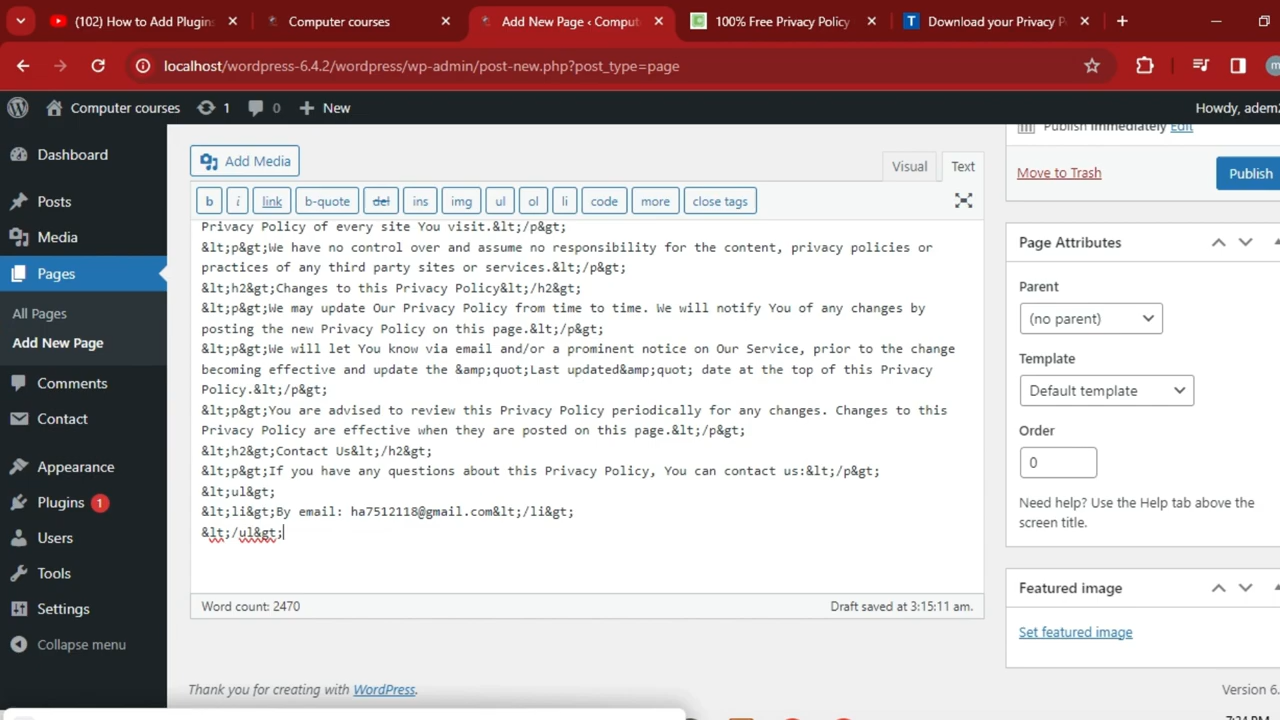 (102) How to Add Plugins
Computer courses
Add New Page ‹ Comput
100% Free Privacy Policy
T
Download your Privacy P
localhost/wordpress-6.4.2/wordpress/wp-admin/post-new.php?post_type=page
m
Computer courses
1
0
New
Howdy, adem2
Dashboard
Posts
Media
Pages
All Pages
Add New Page
Comments
Contact
Appearance
Plugins 1
Users
Tools
Settings
Collapse menu
Add Media
Visual
Text
b
i
link
b-quote
del
ins
img
ul
ol
li
code
more
close tags
Privacy Policy of every site You visit.&lt;/p&gt;
&lt;p&gt;We have no control over and assume no responsibility for the content, privacy policies or
practices of any third party sites or services.&lt;/p&gt;
&lt;h2&gt;Changes to this Privacy Policy&lt;/h2&gt;
&lt;p&gt;We may update Our Privacy Policy from time to time. We will notify You of any changes by
posting the new Privacy Policy on this page.&lt;/p&gt;
&lt;p&gt;We will let You know via email and/or a prominent notice on Our Service, prior to the change
becoming effective and update the &amp;quot;Last updated&amp;quot; date at the top of this Privacy
Policy.&lt;/p&gt;
&lt;p&gt;You are advised to review this Privacy Policy periodically for any changes. Changes to this
Privacy Policy are effective when they are posted on this page.&lt;/p&gt;
&lt;h2&gt;Contact Us&lt;/h2&gt;
&lt;p&gt;If you have any questions about this Privacy Policy, You can contact us:&lt;/p&gt;
&lt;ul&gt;
&lt;li&gt;By email: ha7512118@gmail.com&lt;/li&gt;
&lt;/ul&gt;
Word count: 2470
Draft saved at 3:15:11 am.
Thank you for creating with WordPress.
Version 6.
Publish immediately Edit
Move to Trash
Publish
Page Attributes
Parent
(no parent)
Template
Default template
Order
0
Need help? Use the Help tab above the
screen title.
Featured image
Set featured image